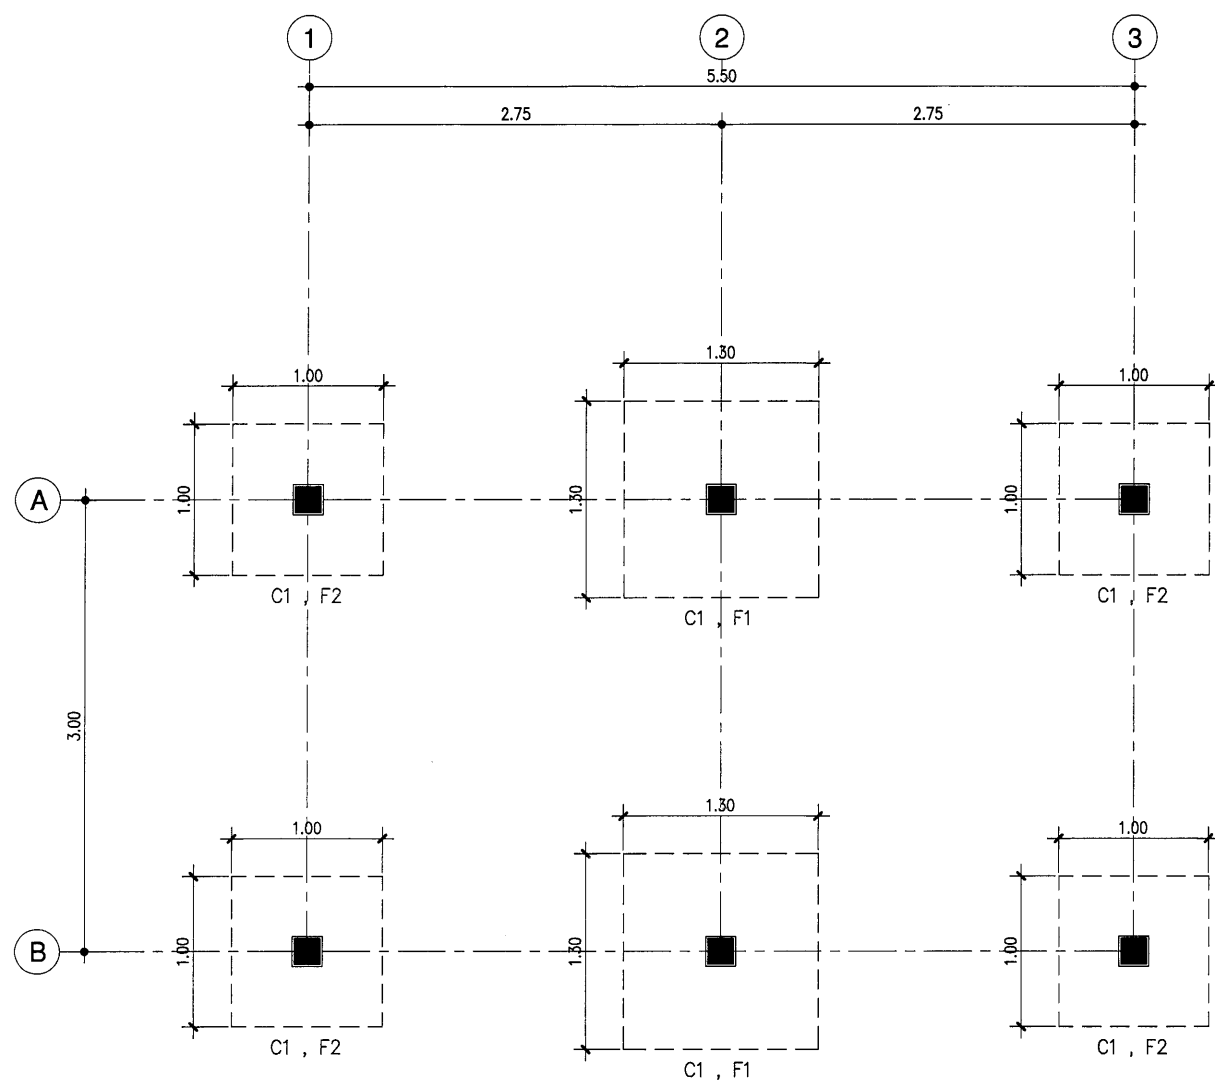 1 2 3
5.50
2.75 2.75
1.30
1.00 1.00
A 1.00 1.30 1.00
C1 , F2 C1 , F2
C1 , F1
3.00
1.30
1.00 1.00
B 1.00 1.30 1.00
C1 , F2 C1 , F2
C1 , F1